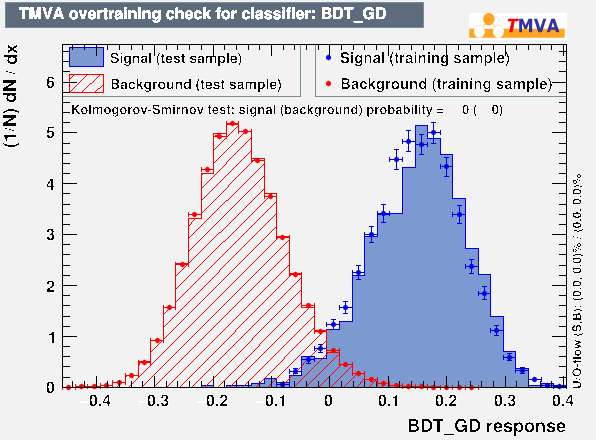 TMVA overtraining check for classifier: BDT_GD
TMVA
Signal (test sample)
Signal (training sample)
Background (test sample)
Background (training sample)
Kolmogorov-Smirnov test: signal (background) probability = 0 ( 0)
(1/N) dN / dx
6
5
4
3
2
1
0
-0.4 -0.3 -0.2 -0.1 0 0.1 0.2 0.3 0.4
BDT_GD response
U/O-flow (S,B): (0.0, 0.0)% / (0.0, 0.0)%